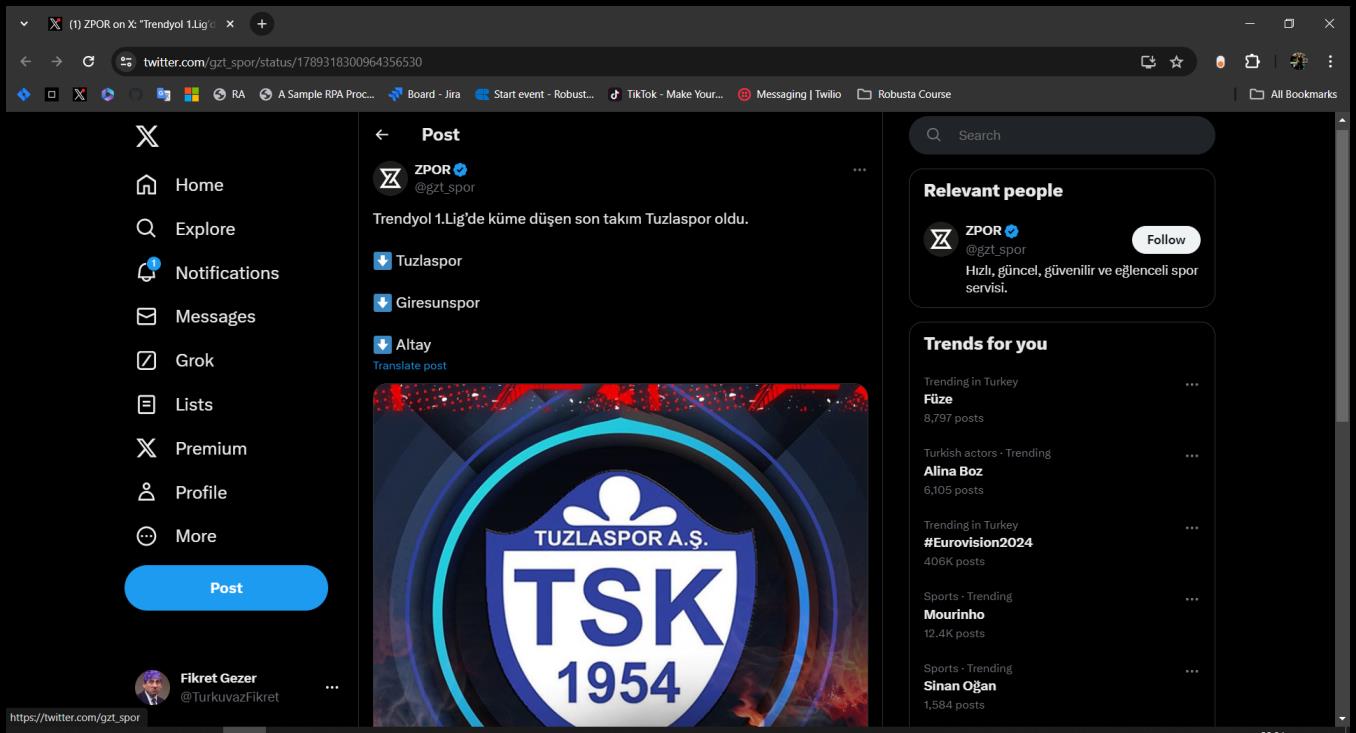 (1) ZPOR on X: "Trendyol 1.Lig'd
twitter.com/gzt_spor/status/1789318300964356530
RA
A Sample RPA Proc...
Board - Jira
Start event - Robust...
TikTok - Make Your...
Messaging | Twilio
Robusta Course
All Bookmarks
Home
Explore
1
Notifications
Messages
Grok
Lists
Premium
Profile
More
Post
Fikret Gezer
@TurkuvazFikret
https://twitter.com/gzt_spor
Post
ZPOR
@gzt_spor
Trendyol 1.Lig'de küme düşen son takım Tuzlaspor oldu.
Tuzlaspor
Giresunspor
Altay
Translate post
TUZLASPOR A.Ş.
TSK
1954
Search
Relevant people
ZPOR
@gzt_spor
Follow
Hızlı, güncel, güvenilir ve eğlenceli spor
servisi.
Trends for you
Trending in Turkey
Füze
8,797 posts
Turkish actors · Trending
Alina Boz
6,105 posts
Trending in Turkey
#Eurovision2024
406K posts
Sports · Trending
Mourinho
12.4K posts
Sports · Trending
Sinan Oğan
1,584 posts